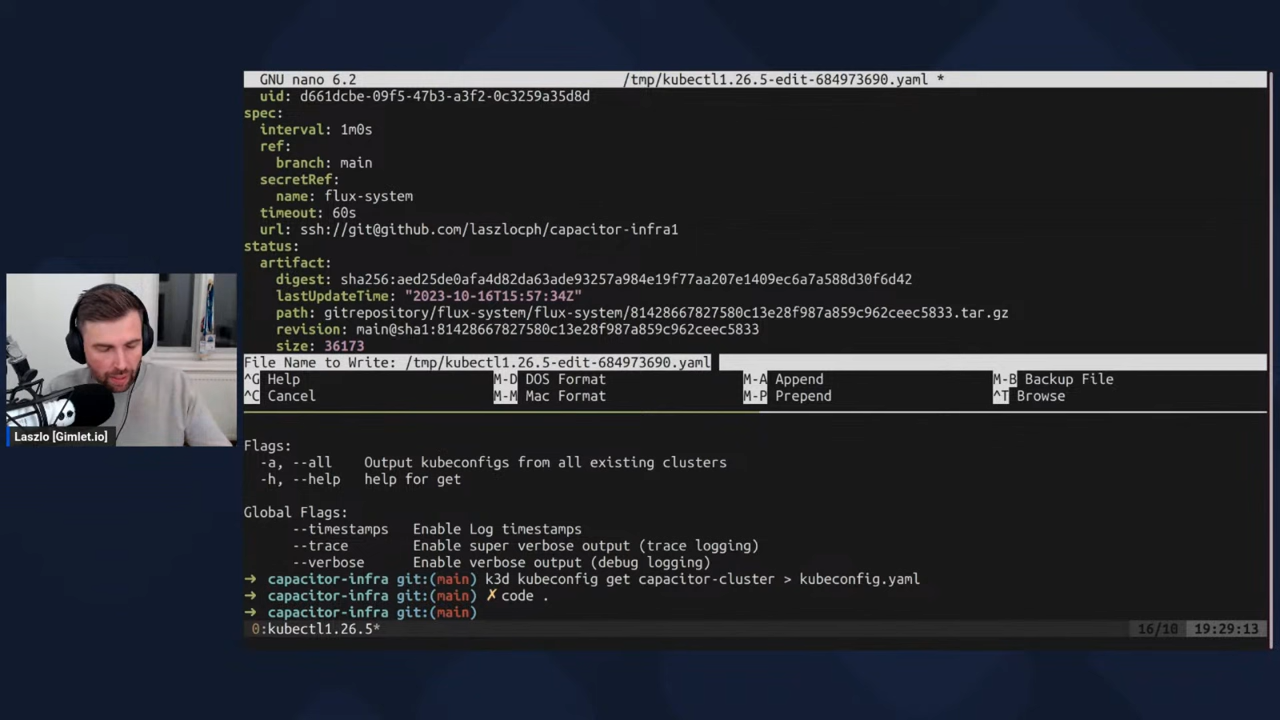 GNU nano 6.2 /tmp/kubectl1.26.5-edit-684973690.yaml *
uid: d661dcbe-09f5-47b3-a3f2-0c3259a35d8d
spec:
interval: 1m0s
ref:
branch: main
secretRef:
name: flux-system
timeout: 60s
url: ssh://git@github.com/laszlocph/capacitor-infra1
status:
artifact:
digest: sha256:aed25de0afa4d82da63ade93257a984e19f77aa207e1409ec6a7a588d30f6d42
lastUpdateTime: "2023-10-16T15:57:34Z"
path: gitrepository/flux-system/flux-system/81428667827580c13e28f987a859c962ceec5833.tar.gz
revision: main@sha1:81428667827580c13e28f987a859c962ceec5833
size: 36173
File Name to Write: /tmp/kubectl1.26.5-edit-684973690.yaml
^G Help M-D DOS Format M-A Append M-B Backup File
^C Cancel M-M Mac Format M-P Prepend ^T Browse
Laszlo [Gimlet.io]
Flags:
-a, --all Output kubeconfigs from all existing clusters
-h, --help help for get
Global Flags:
--timestamps Enable Log timestamps
--trace Enable super verbose output (trace logging)
--verbose Enable verbose output (debug logging)
➜ capacitor-infra git:(main) k3d kubeconfig get capacitor-cluster > kubeconfig.yaml
➜ capacitor-infra git:(main) ✗code .
➜ capacitor-infra git:(main)
0:kubectl1.26.5* 16/10 19:29:13